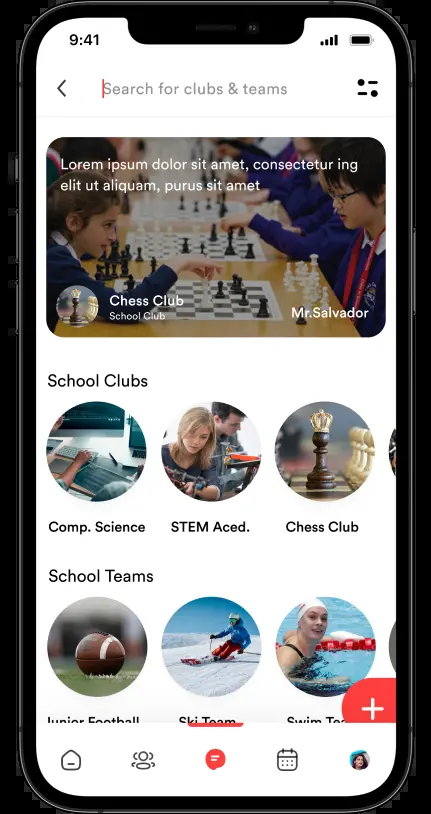 9:41
Search for clubs & teams
Lorem ipsum dolor sit amet, consectetur ing
elit ut aliquam, purus sit amet
Chess Club
School Club
Mr.Salvador
School Clubs
Comp. Science
STEM Aced.
Chess Club
School Teams
Junior Football
Ski Team
Swim Team